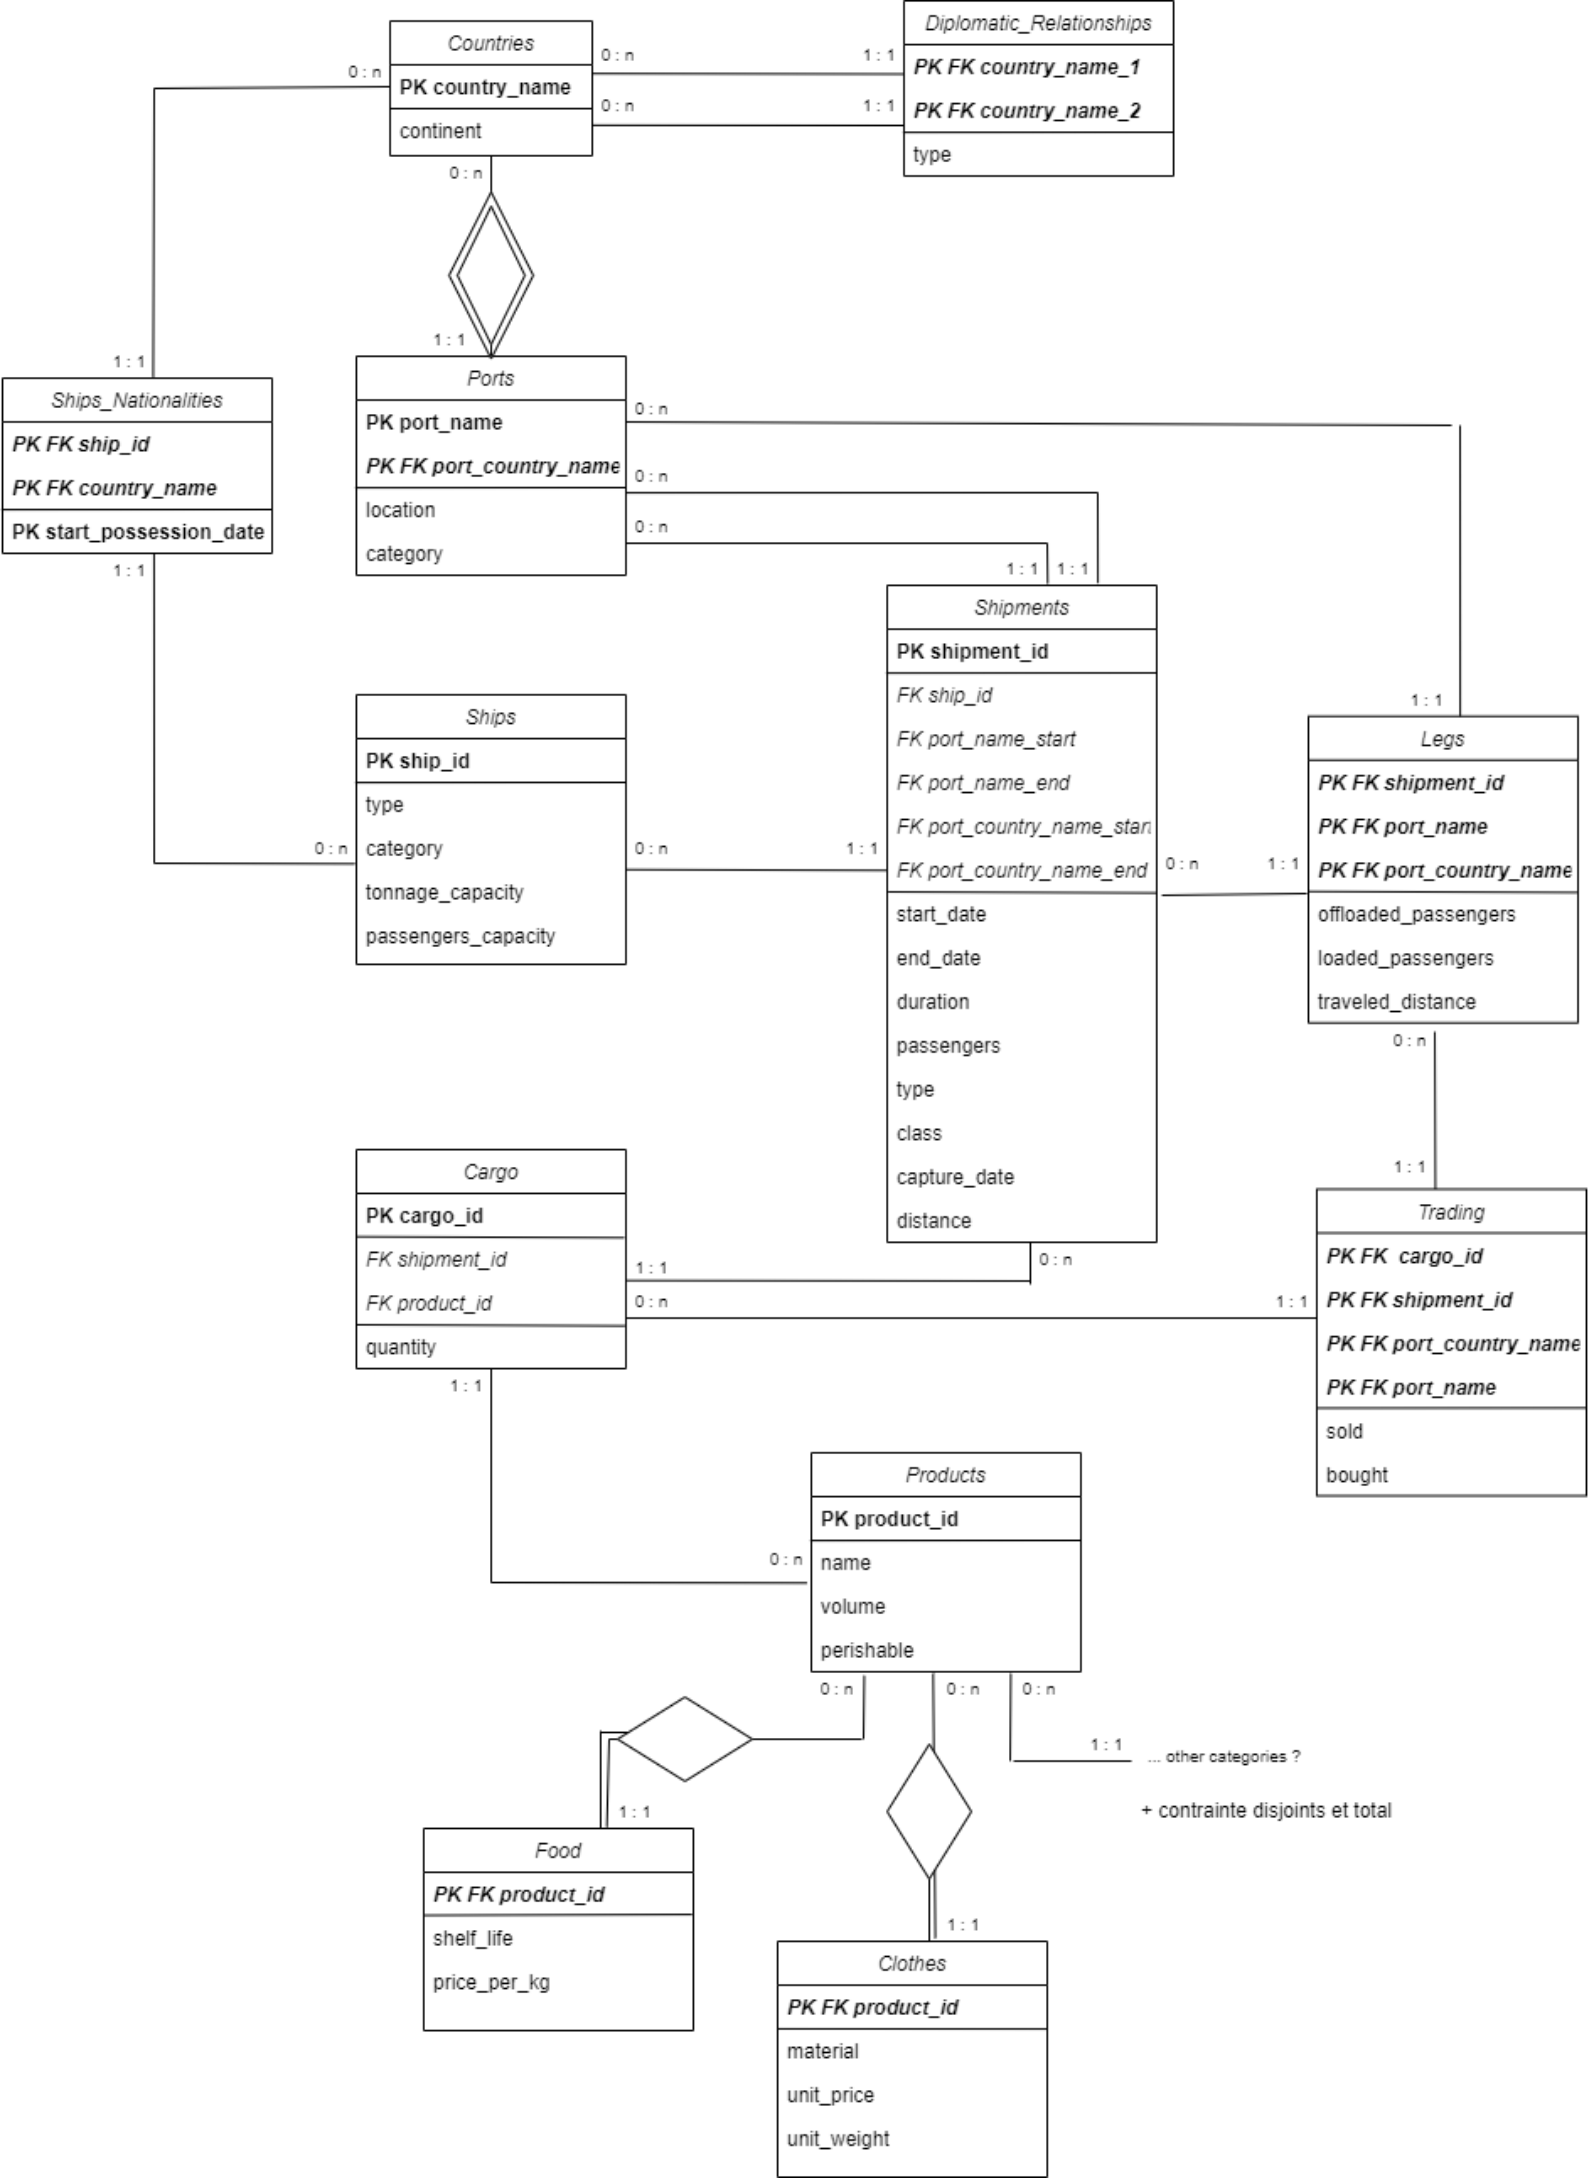 Diplomatic_Relationships
PK FK country_name_1
PK FK country_name_2
type
Countries
PK country_name
continent
0 : n
1 : 1
0 : n
1 : 1
0 : n
0 : n
1 : 1
1 : 1
Ships_Nationalities
PK FK ship_id
PK FK country_name
PK start_possession_date
1 : 1
Ports
PK port_name
PK FK port_country_name
location
category
0 : n
0 : n
0 : n
1 : 1
1 : 1
Shipments
PK shipment_id
FK ship_id
FK port_name_start
FK port_name_end
FK port_country_name_start
FK port_country_name_end
start_date
end_date
duration
passengers
type
class
capture_date
distance
Ships
PK ship_id
type
category
tonnage_capacity
passengers_capacity
0 : n
0 : n
1 : 1
0 : n
1 : 1
1 : 1
Legs
PK FK shipment_id
PK FK port_name
PK FK port_country_name
offloaded_passengers
loaded_passengers
traveled_distance
0 : n
1 : 1
Cargo
PK cargo_id
FK shipment_id
FK product_id
quantity
1 : 1
0 : n
0 : n
1 : 1
1 : 1
Trading
PK FK cargo_id
PK FK shipment_id
PK FK port_country_name
PK FK port_name
sold
bought
Products
PK product_id
name
volume
perishable
0 : n
0 : n
0 : n
0 : n
1 : 1
... other categories ?
+ contrainte disjoints et total
1 : 1
Food
PK FK product_id
shelf_life
price_per_kg
1 : 1
Clothes
PK FK product_id
material
unit_price
unit_weight